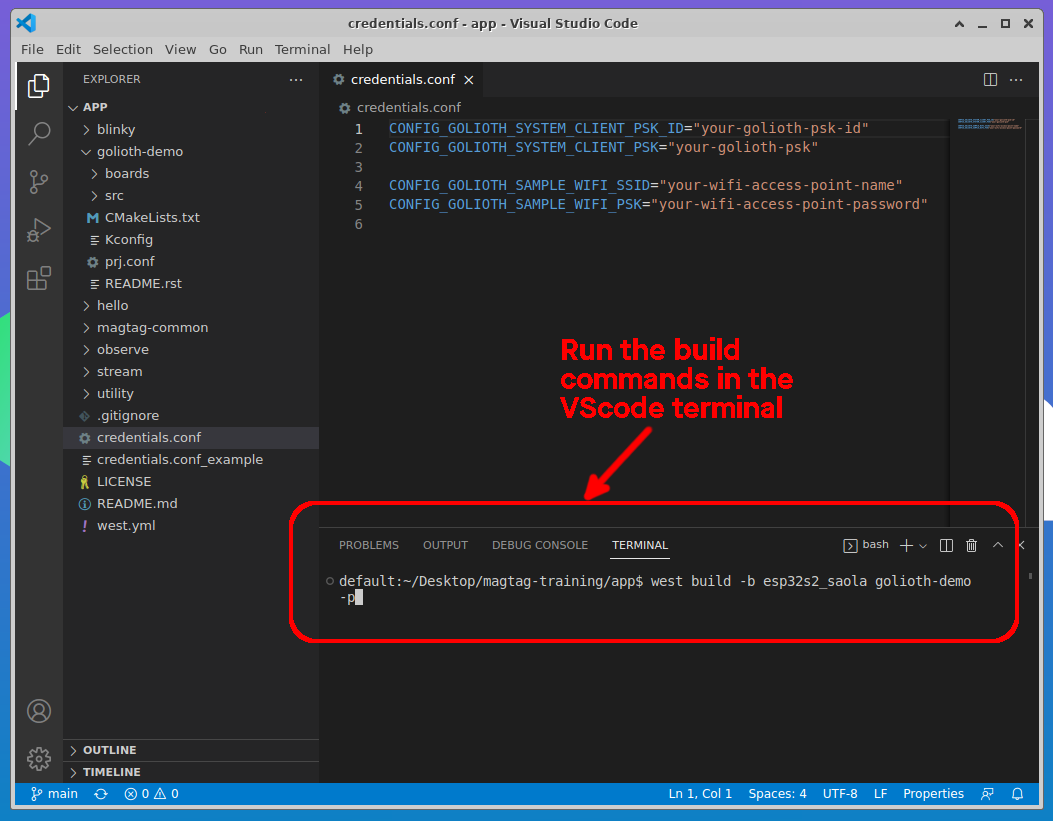 credentials.conf - app - Visual Studio Code
File Edit Selection View Go Run Terminal Help
EXPLORER
APP
blinky
golioth-demo
boards
src
CMakeLists.txt
Kconfig
prj.conf
README.rst
hello
magtag-common
observe
stream
utility
.gitignore
credentials.conf
credentials.conf_example
LICENSE
README.md
west.yml
OUTLINE
TIMELINE
credentials.conf
credentials.conf
1 CONFIG_GOLIOTH_SYSTEM_CLIENT_PSK_ID="your-golioth-psk-id"
2 CONFIG_GOLIOTH_SYSTEM_CLIENT_PSK="your-golioth-psk"
3
4 CONFIG_GOLIOTH_SAMPLE_WIFI_SSID="your-wifi-access-point-name"
5 CONFIG_GOLIOTH_SAMPLE_WIFI_PSK="your-wifi-access-point-password"
6
Run the build
commands in the
VScode terminal
PROBLEMS OUTPUT DEBUG CONSOLE TERMINAL bash
default:~/Desktop/magtag-training/app$ west build -b esp32s2_saola golioth-demo
-p
main 0 0 Ln 1, Col 1 Spaces: 4 UTF-8 LF Properties